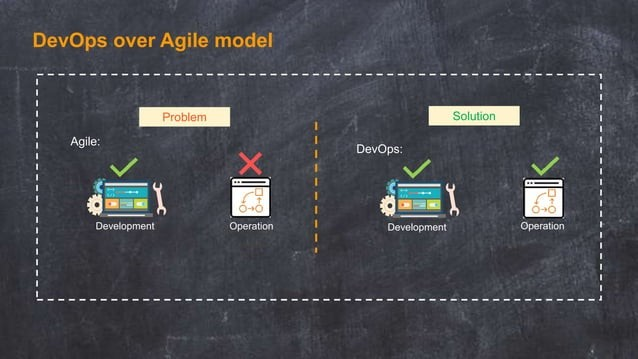 DevOps over Agile model
Problem
Agile:
Development
Operation
Solution
DevOps:
Development
Operation